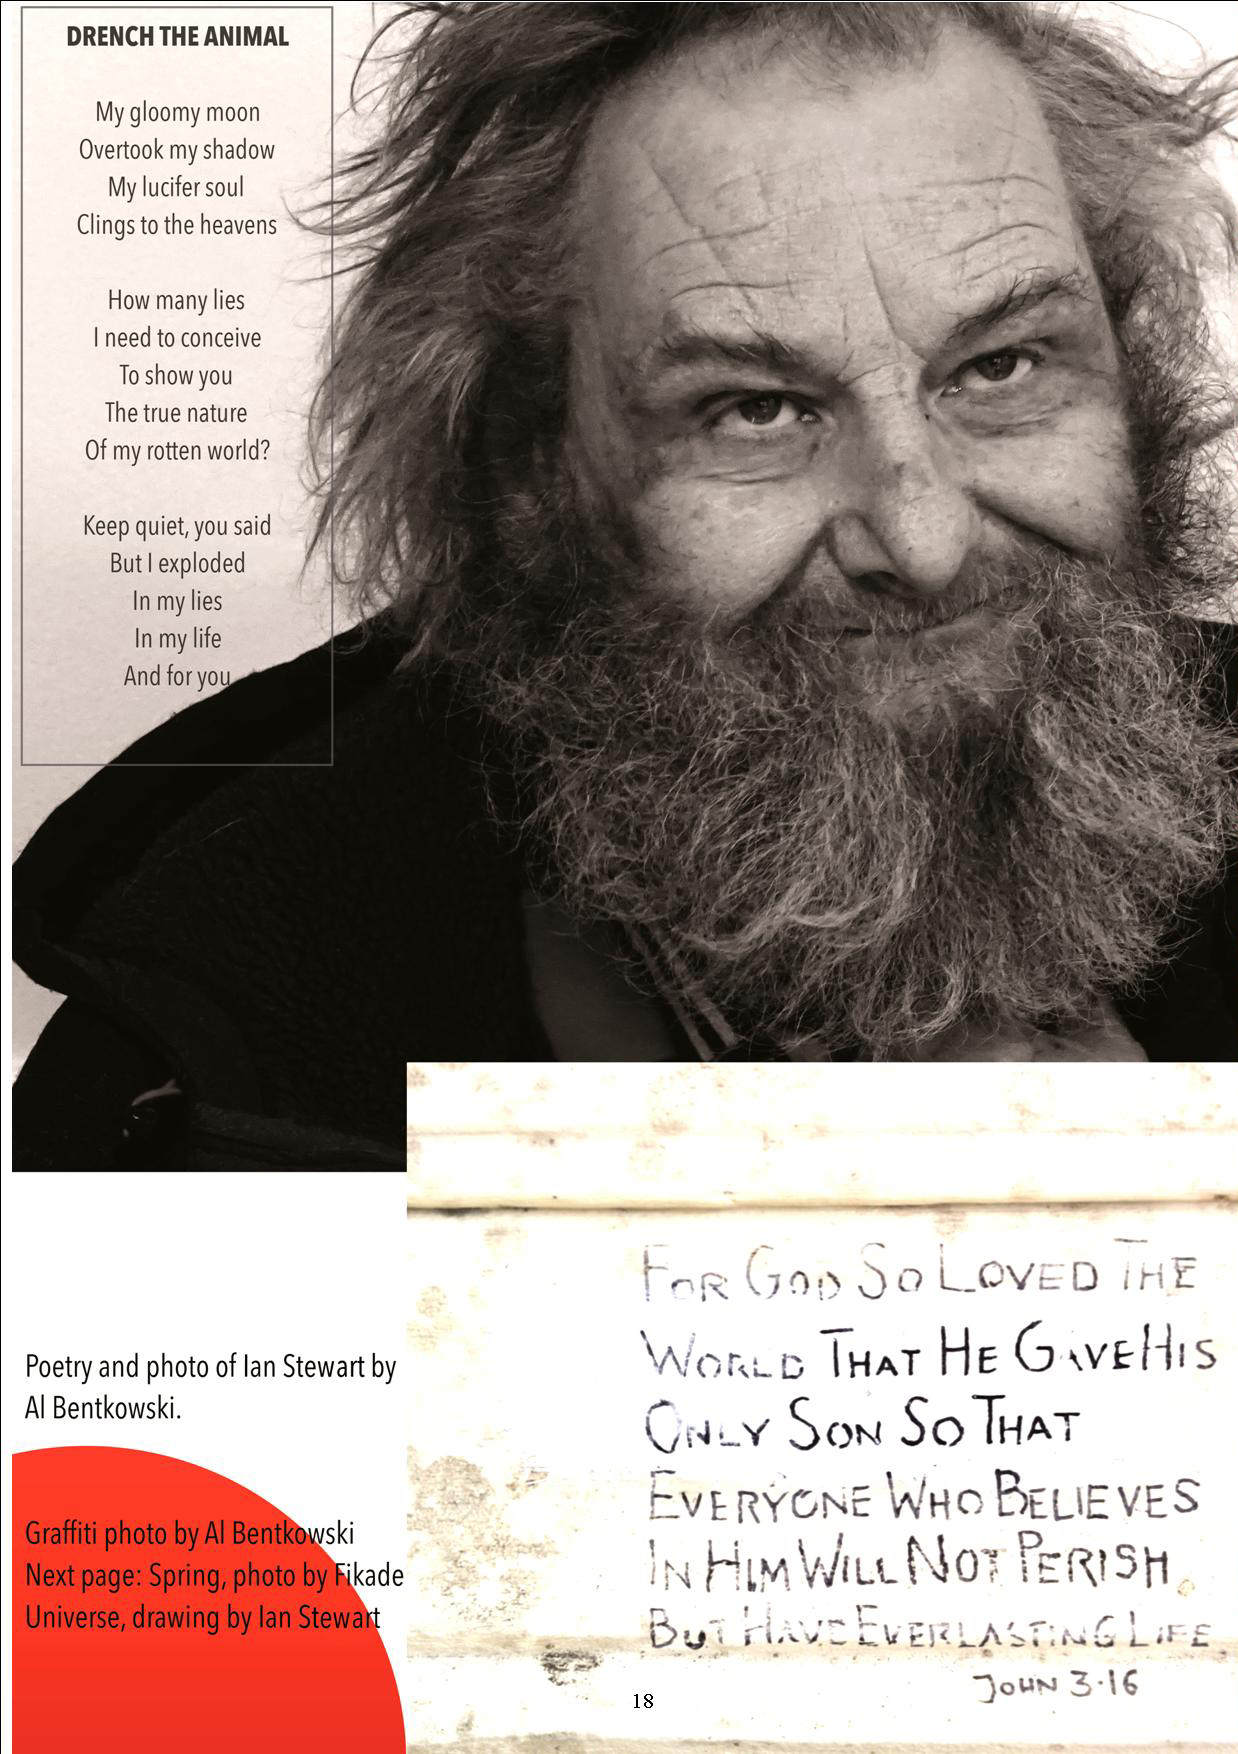 DRENCH THE ANIMAL
My gloomy moon
Overtook my shadow
My lucifer soul
Clings to the heavens
How many lies
I need to conceive
To show you
The true nature
Of my rotten world?
Keep quiet, you said
But I exploded
In my lies
In my life
And for you
Poetry and photo of Ian Stewart by
Al Bentkowski.
Graffiti photo by Al Bentkowski
Next page: Spring, photo by Fikade
Universe, drawing by Ian Stewart
FOR GOD SO LOVED THE
WORLD THAT HE GAVE HIS
ONLY SON SO THAT
EVERYONE WHO BELIEVES
IN HIM WILL NOT PERISH
BUT HAVE EVERLASTING LIFE
JOHN 3·16
18